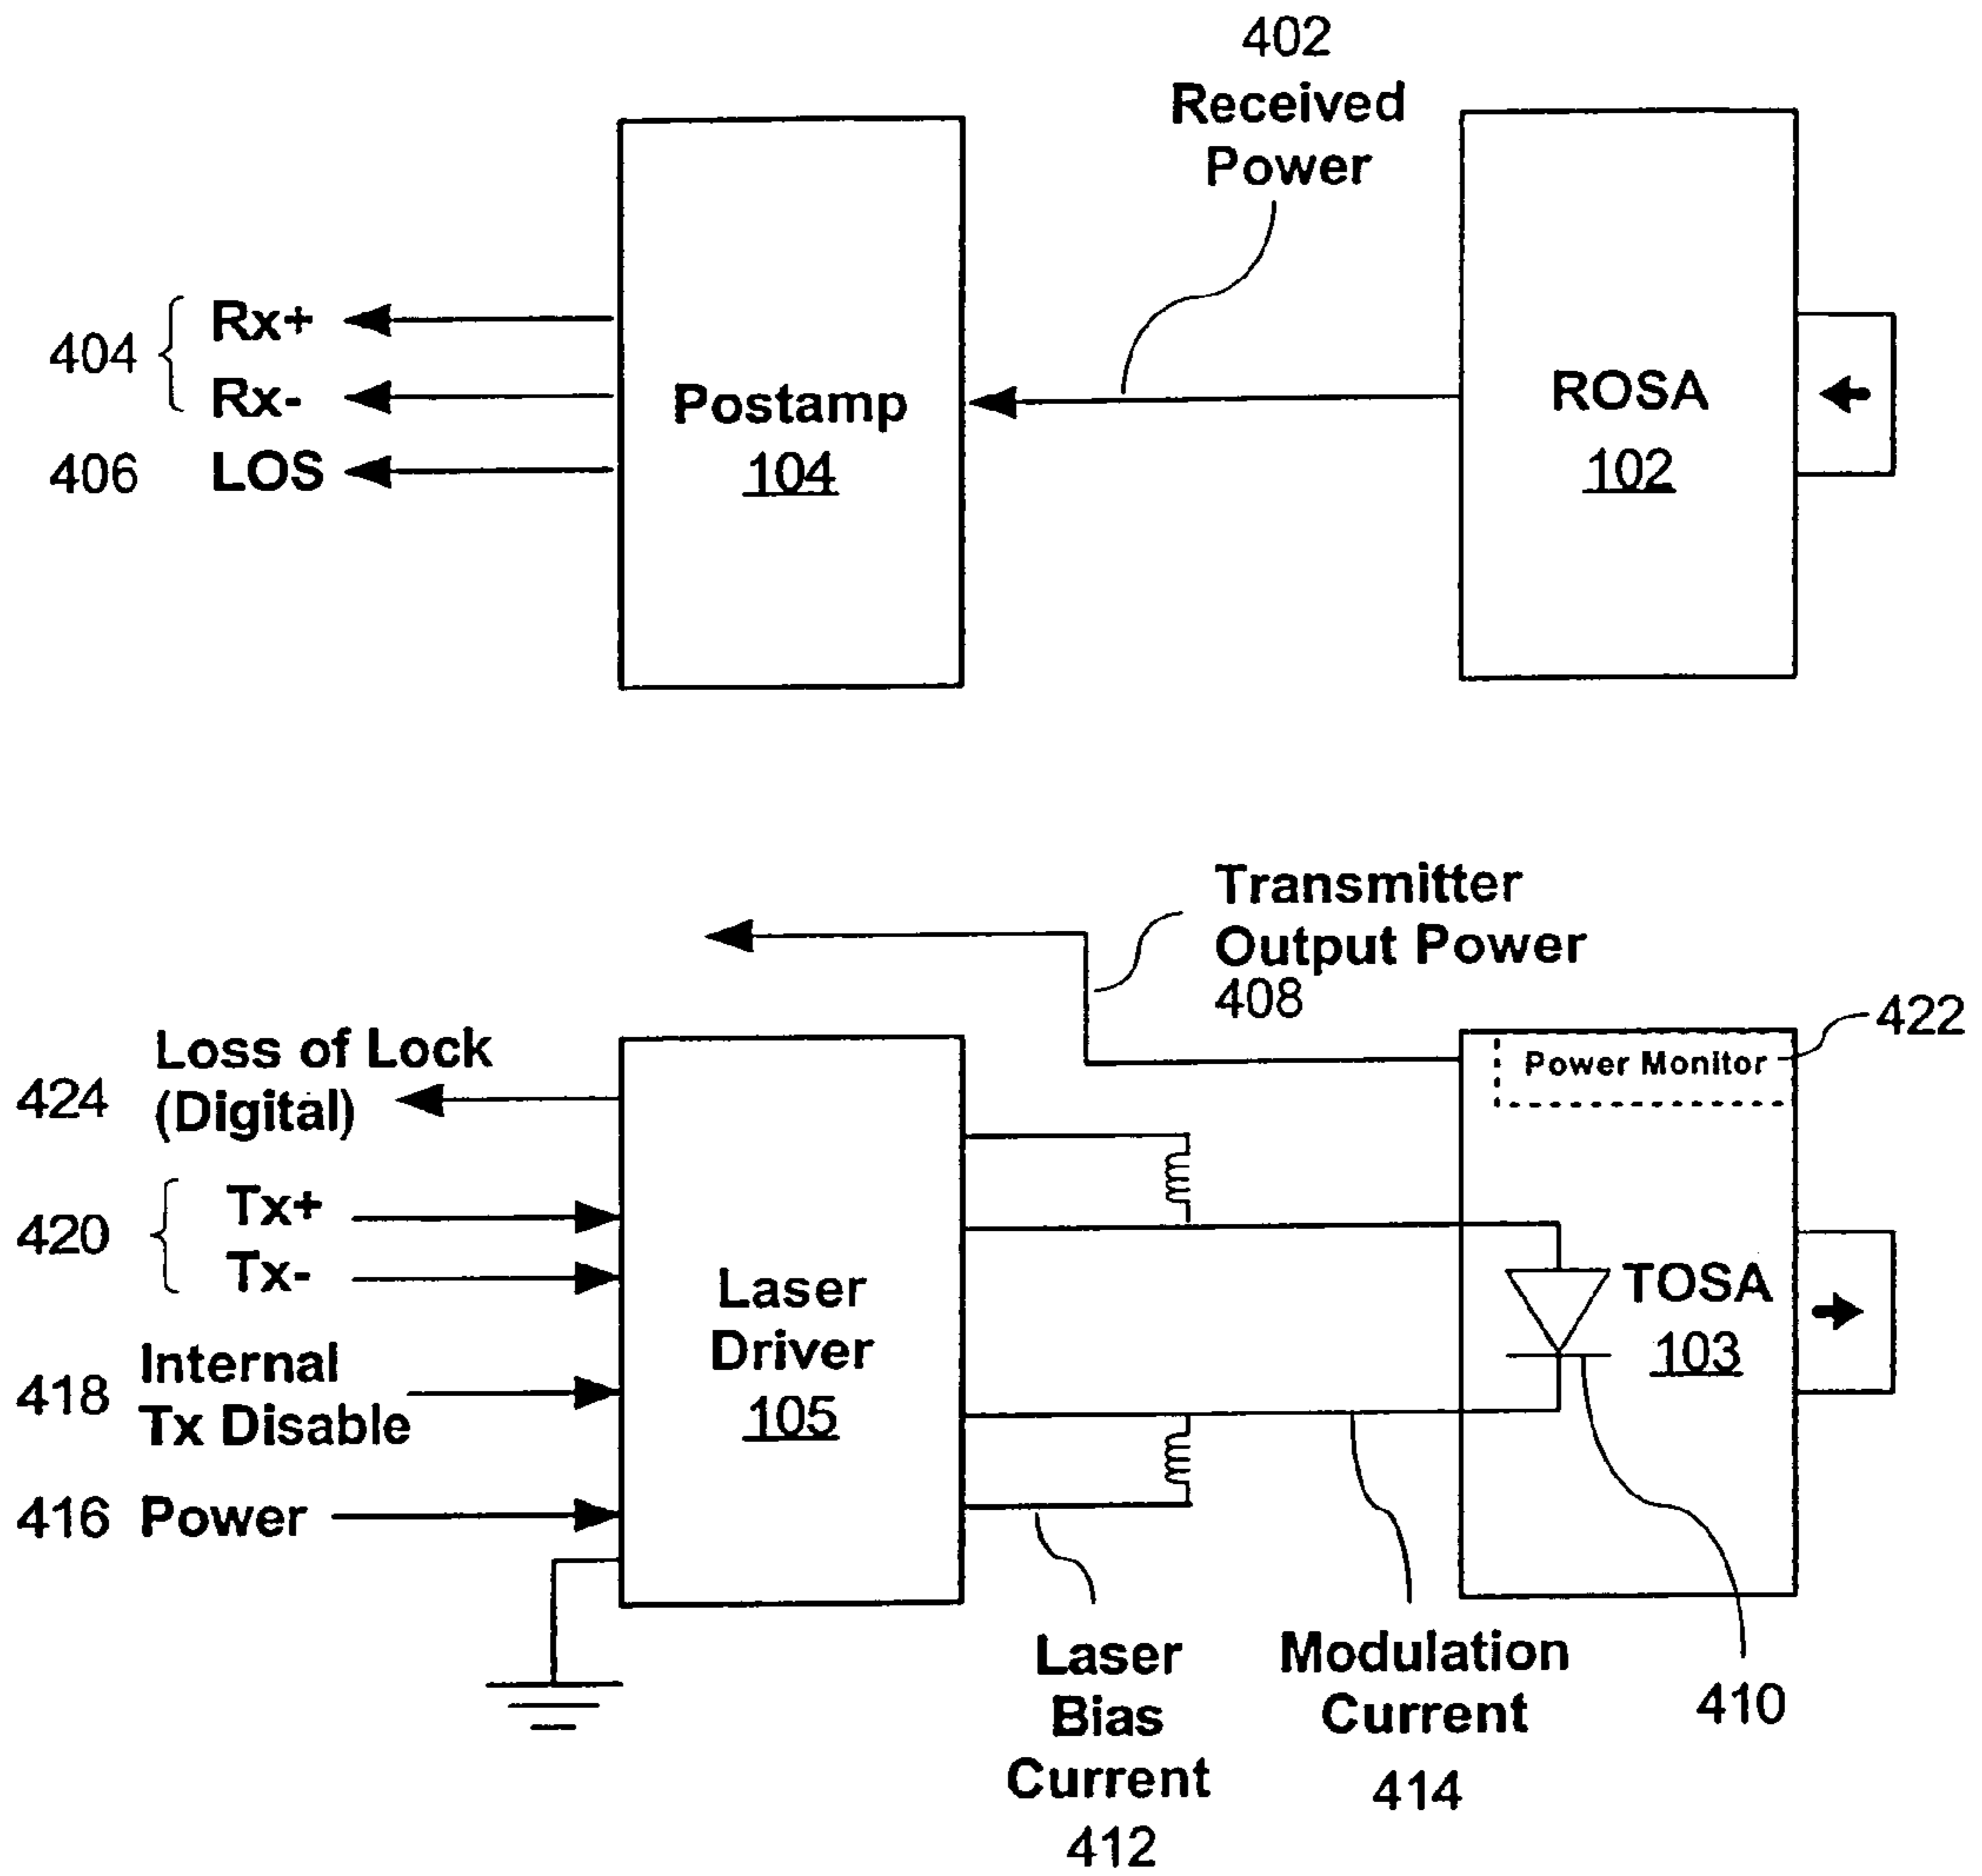 402
Received
Power
404
Rx+
Rx-
406
LOS
Postamp
104
ROSA
102
Transmitter
Output Power
408
422
Power Monitor
Loss of Lock
(Digital)
424
420
Tx+
Tx-
418
Internal
Tx Disable
416
Power
Laser
Driver
105
TOSA
103
Laser
Bias
Current
412
Modulation
Current
414
410